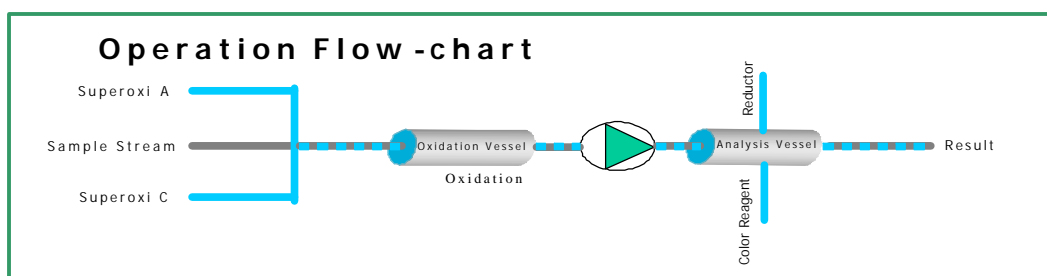 Operation Flow-chart
Superoxi A
Sample Stream
Superoxi C
Oxidation Vessel
Oxidation
Reductor
Analysis Vessel
Color Reagent
Result